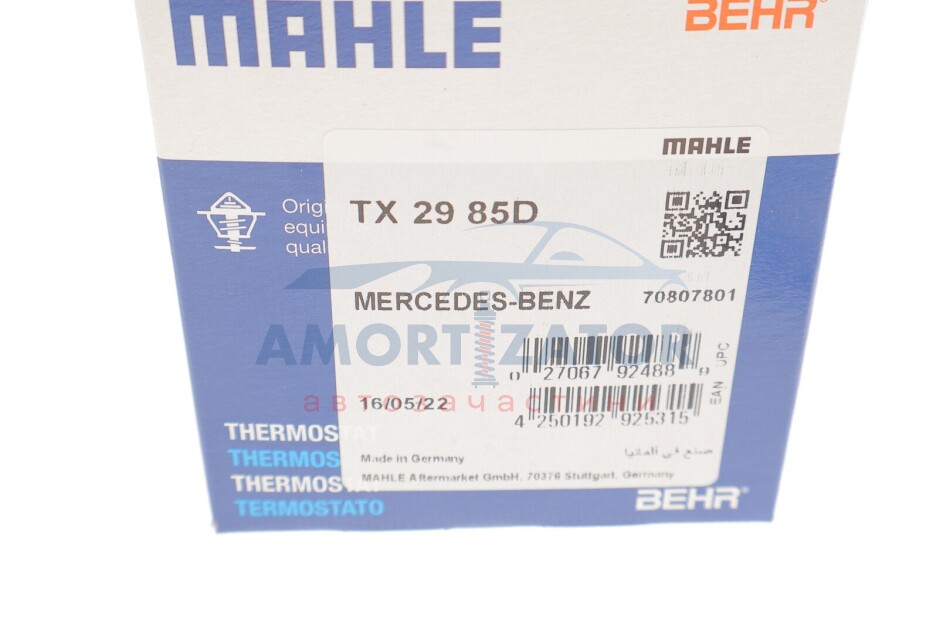 MAHLE
BEHR®
MAHLE
TX 29 85D
Origi
equi
qual
MERCEDES-BENZ
70807801
AMORTIZATOR
автозапчастини
0 27067 92488 9
UPC
16/05/22
4 250192 925315
EAN
THERMOSTAT
THERMOS
Made in Germany
صنع في ألمانيا
THERMOSTAT
MAHLE Aftermarket GmbH, 70376 Stuttgart, Germany
BEHR®
TERMOSTATO